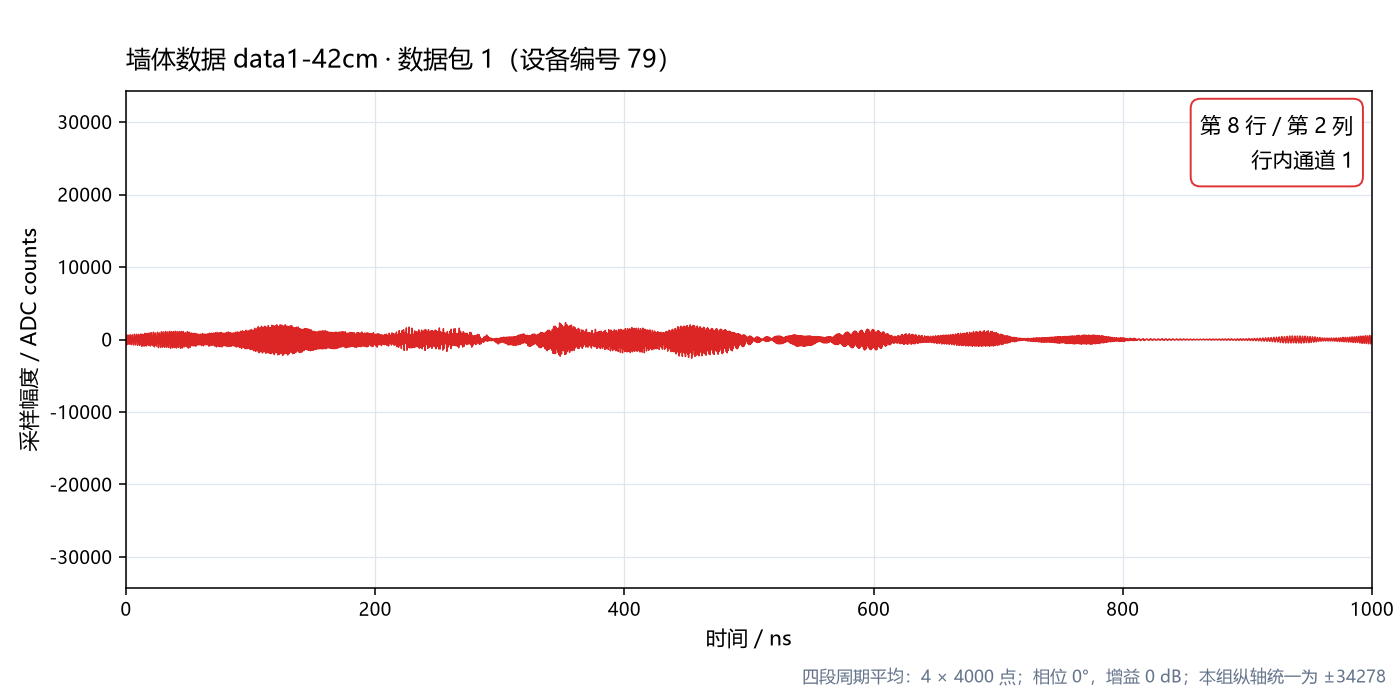 墙体数据 data1-42cm · 数据包 1（设备编号 79）
第 8 行 / 第 2 列
行内通道 1
采样幅度 / ADC counts
30000
20000
10000
0
-10000
-20000
-30000
0 200 400 600 800 1000
时间 / ns
四段周期平均：4 × 4000 点；相位 0°，增益 0 dB；本组纵轴统一为 ±34278